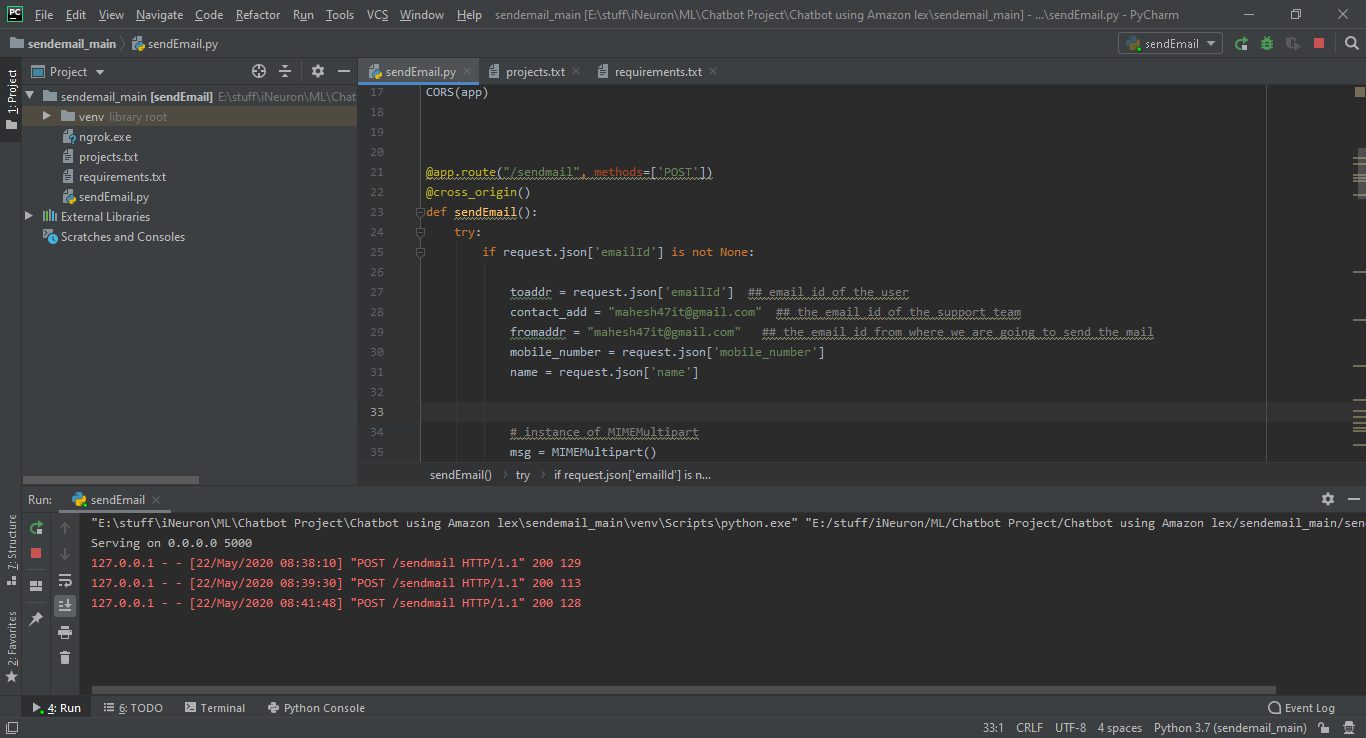 PC File Edit View Navigate Code Refactor Run Tools VCS Window Help sendemail_main [E:\stuff\iNeuron\ML\Chatbot Project\Chatbot using Amazon lex\sendemail_main] - ...\sendEmail.py - PyCharm
sendemail_main sendEmail.py sendEmail
1: Project
Project
sendemail_main [sendEmail] E:\stuff\iNeuron\ML\Chat
venv library root
ngrok.exe
projects.txt
requirements.txt
sendEmail.py
External Libraries
Scratches and Consoles
sendEmail.py projects.txt requirements.txt
17 CORS(app)
18
19
20
21 @app.route("/sendmail", methods=['POST'])
22 @cross_origin()
23 def sendEmail():
24 try:
25 if request.json['emailId'] is not None:
26
27 toaddr = request.json['emailId'] ## email id of the user
28 contact_add = "mahesh47it@gmail.com" ## the email id of the support team
29 fromaddr = "mahesh47it@gmail.com" ## the email id from where we are going to send the mail
30 mobile_number = request.json['mobile_number']
31 name = request.json['name']
32
33
34 # instance of MIMEMultipart
35 msg = MIMEMultipart()
sendEmail() try if request.json['emailId'] is n...
Run: sendEmail
7: Structure
2: Favorites
"E:\stuff\iNeuron\ML\Chatbot Project\Chatbot using Amazon lex\sendemail_main\venv\Scripts\python.exe" "E:/stuff/iNeuron/ML/Chatbot Project/Chatbot using Amazon lex/sendemail_main/sen
Serving on 0.0.0.0 5000
127.0.0.1 - - [22/May/2020 08:38:10] "POST /sendmail HTTP/1.1" 200 129
127.0.0.1 - - [22/May/2020 08:39:30] "POST /sendmail HTTP/1.1" 200 113
127.0.0.1 - - [22/May/2020 08:41:48] "POST /sendmail HTTP/1.1" 200 128
4: Run 6: TODO Terminal Python Console Event Log
33:1 CRLF UTF-8 4 spaces Python 3.7 (sendemail_main)